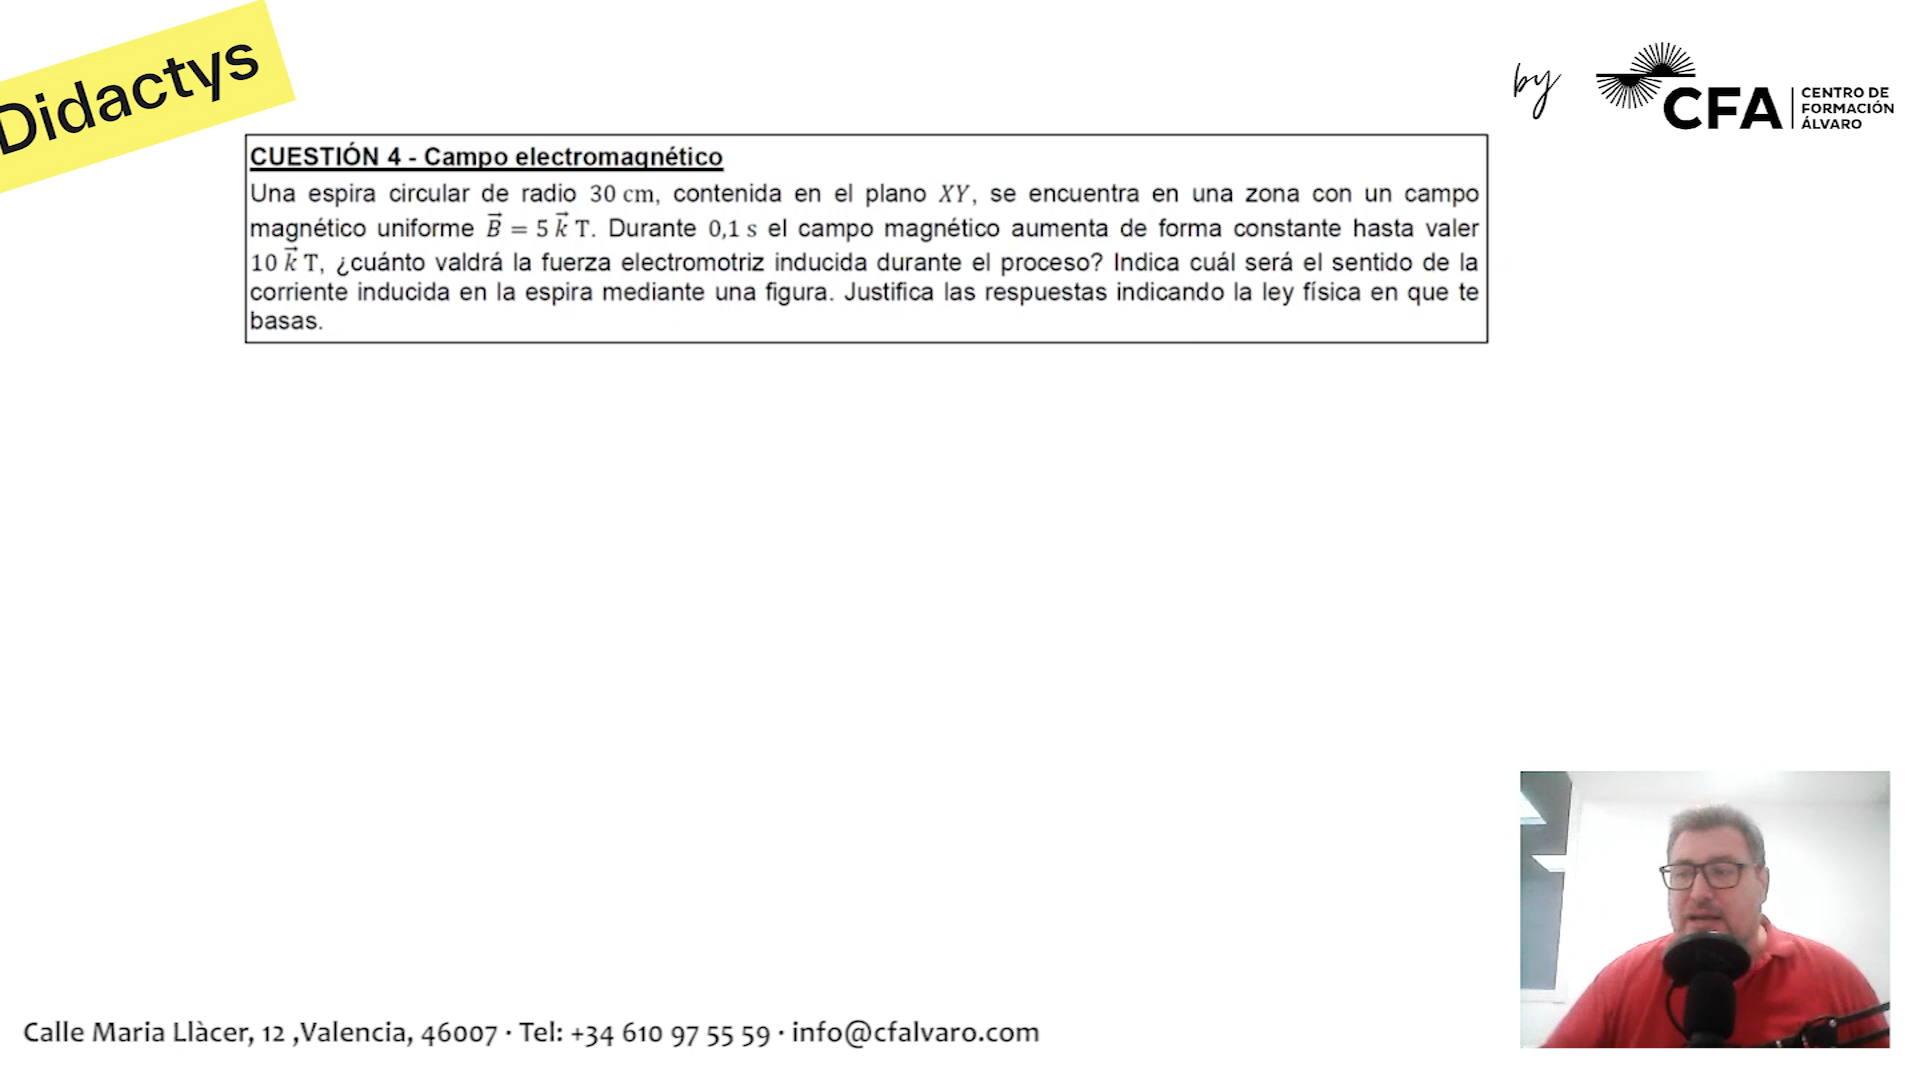 Didactys
by
CFA
CENTRO DE
FORMACIÓN
ÁLVARO
CUESTIÓN 4 - Campo electromagnético
Una espira circular de radio 30 cm, contenida en el plano XY, se encuentra en una zona con un campo
magnético uniforme B⃗ = 5 k⃗ T. Durante 0,1 s el campo magnético aumenta de forma constante hasta valer
10 k⃗ T, ¿cuánto valdrá la fuerza electromotriz inducida durante el proceso? Indica cuál será el sentido de la
corriente inducida en la espira mediante una figura. Justifica las respuestas indicando la ley física en que te
basas.
Calle Maria Llàcer, 12 ,Valencia, 46007 · Tel: +34 610 97 55 59 · info@cfalvaro.com